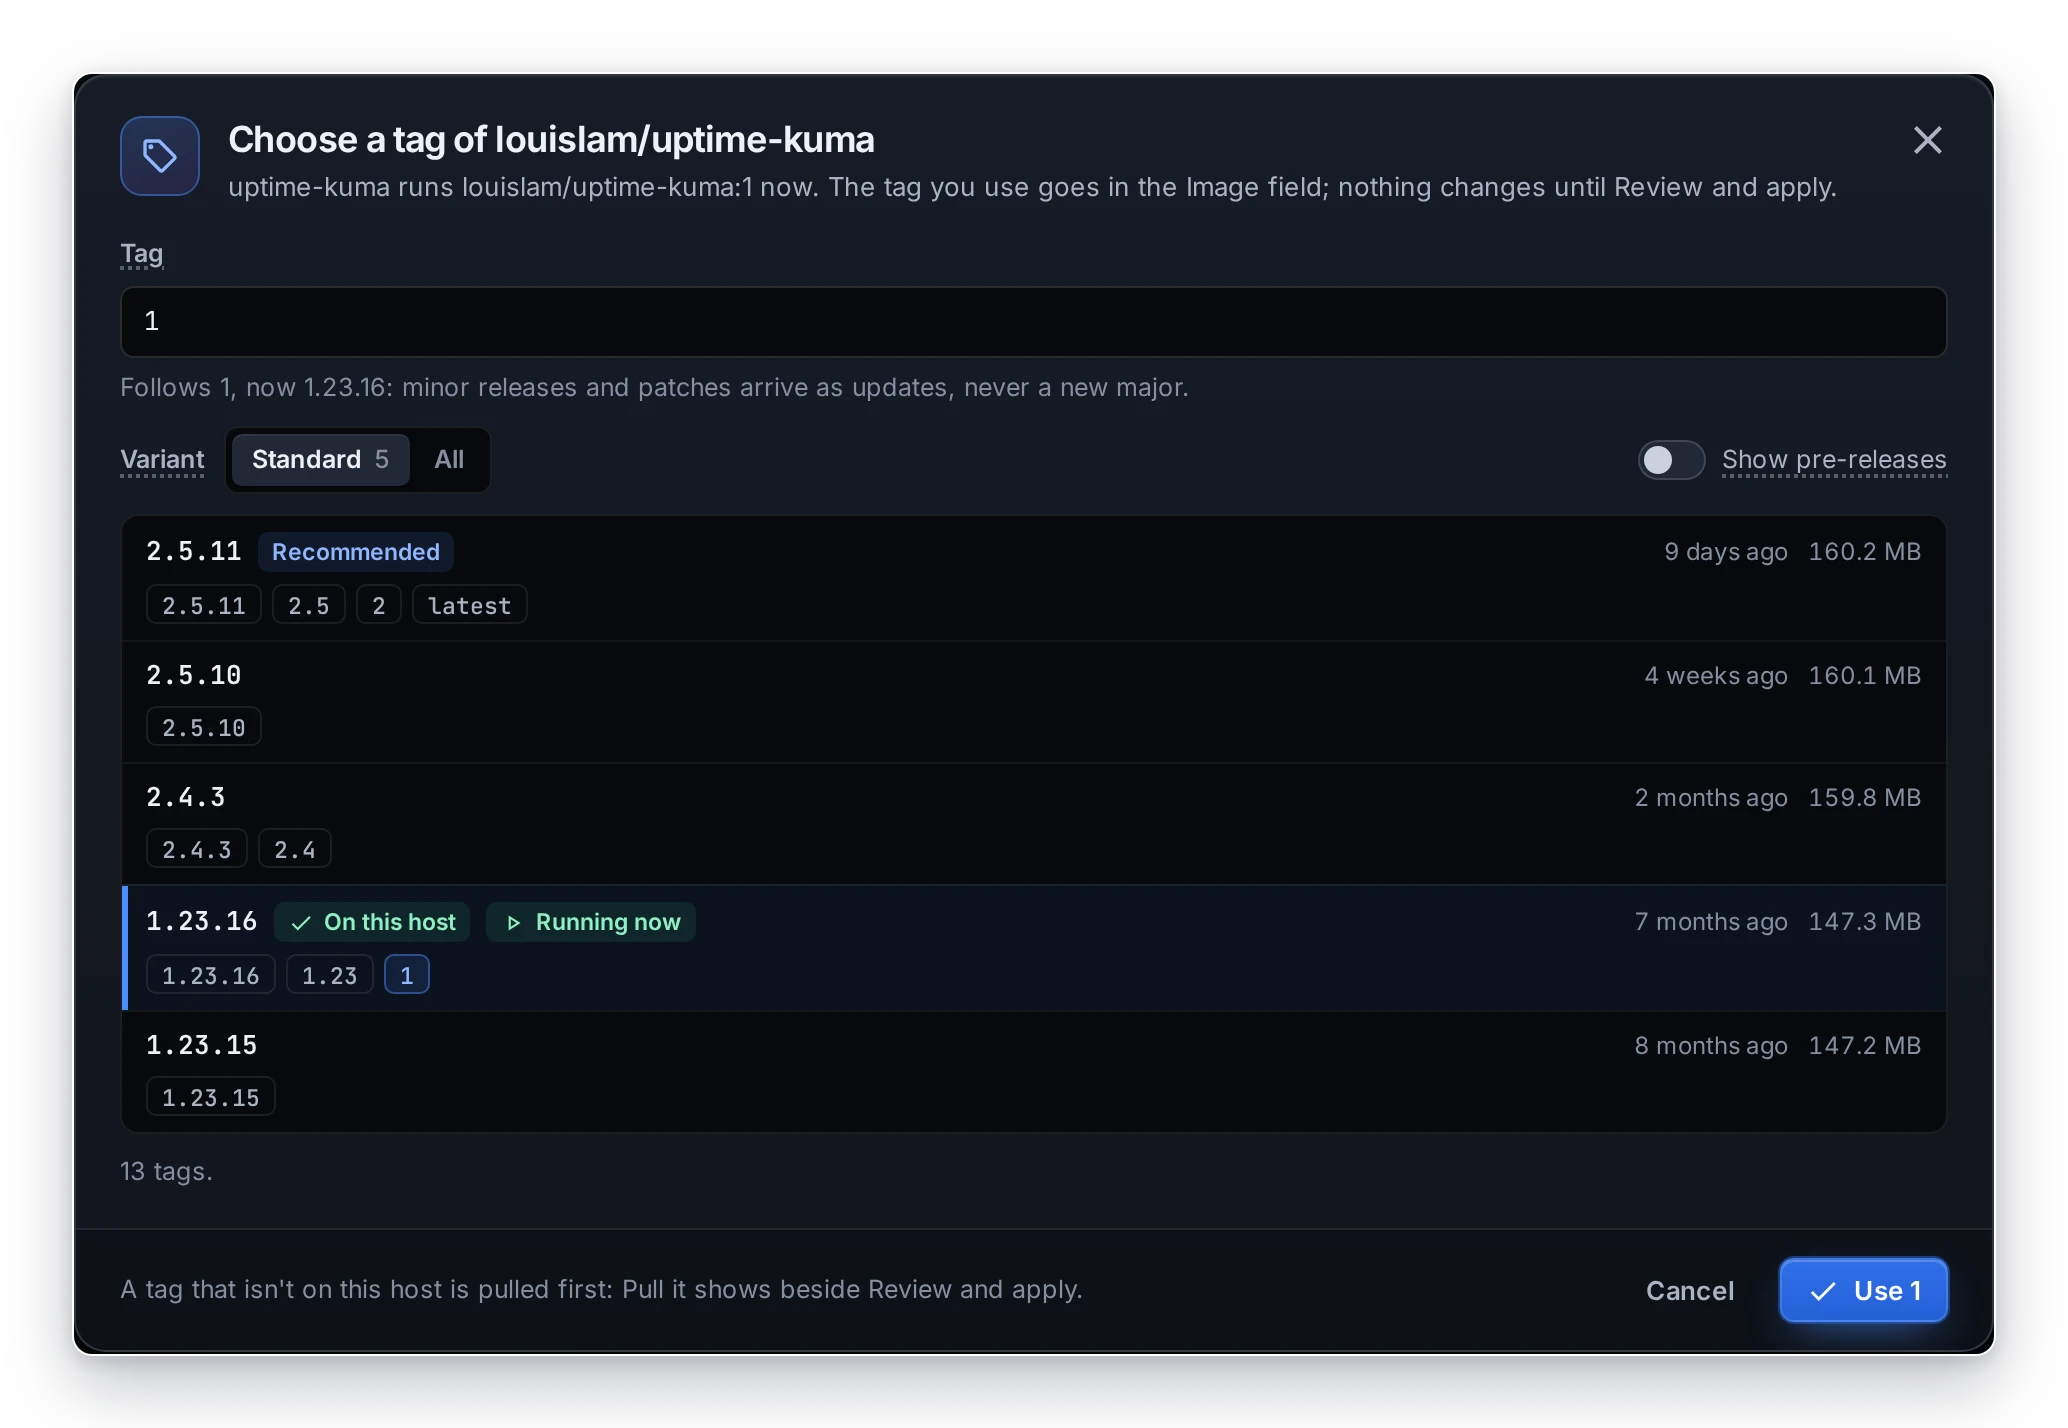 Choose a tag of louislam/uptime-kuma
uptime-kuma runs louislam/uptime-kuma:1 now. The tag you use goes in the Image field; nothing changes until Review and apply.
Tag
1
Follows 1, now 1.23.16: minor releases and patches arrive as updates, never a new major.
Variant Standard 5 All Show pre-releases
2.5.11 Recommended 9 days ago 160.2 MB
2.5.11 2.5 2 latest
2.5.10 4 weeks ago 160.1 MB
2.5.10
2.4.3 2 months ago 159.8 MB
2.4.3 2.4
1.23.16 On this host Running now 7 months ago 147.3 MB
1.23.16 1.23 1
1.23.15 8 months ago 147.2 MB
1.23.15
13 tags.
A tag that isn't on this host is pulled first: Pull it shows beside Review and apply. Cancel Use 1